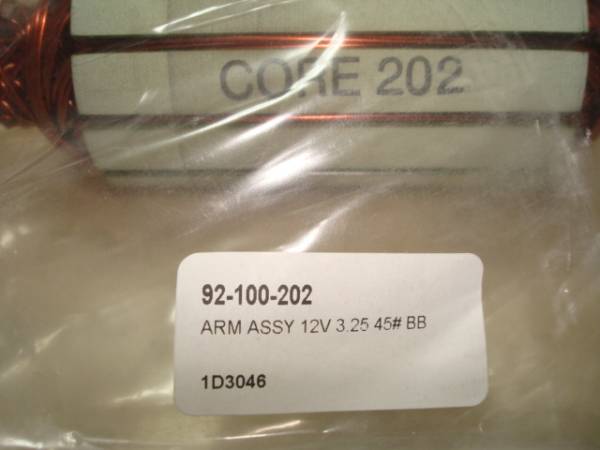 CORE 202
92-100-202
ARM ASSY 12V 3.25 45# BB
1D3046